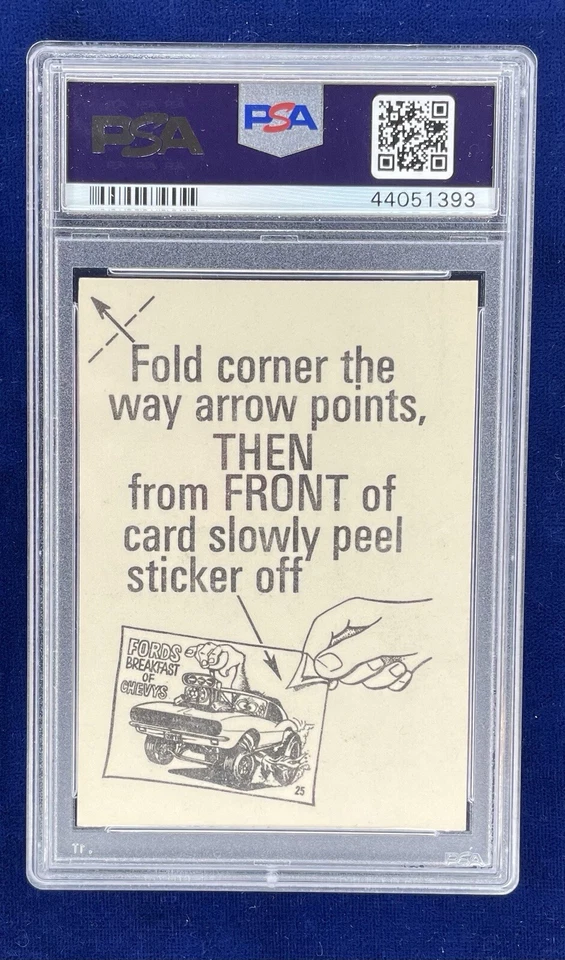 PSA
PSA
44051393
Fold corner the
way arrow points,
THEN
from FRONT of
card slowly peel
sticker off
FORDS
BREAKFAST
OF
CHEVYS
25
PSA